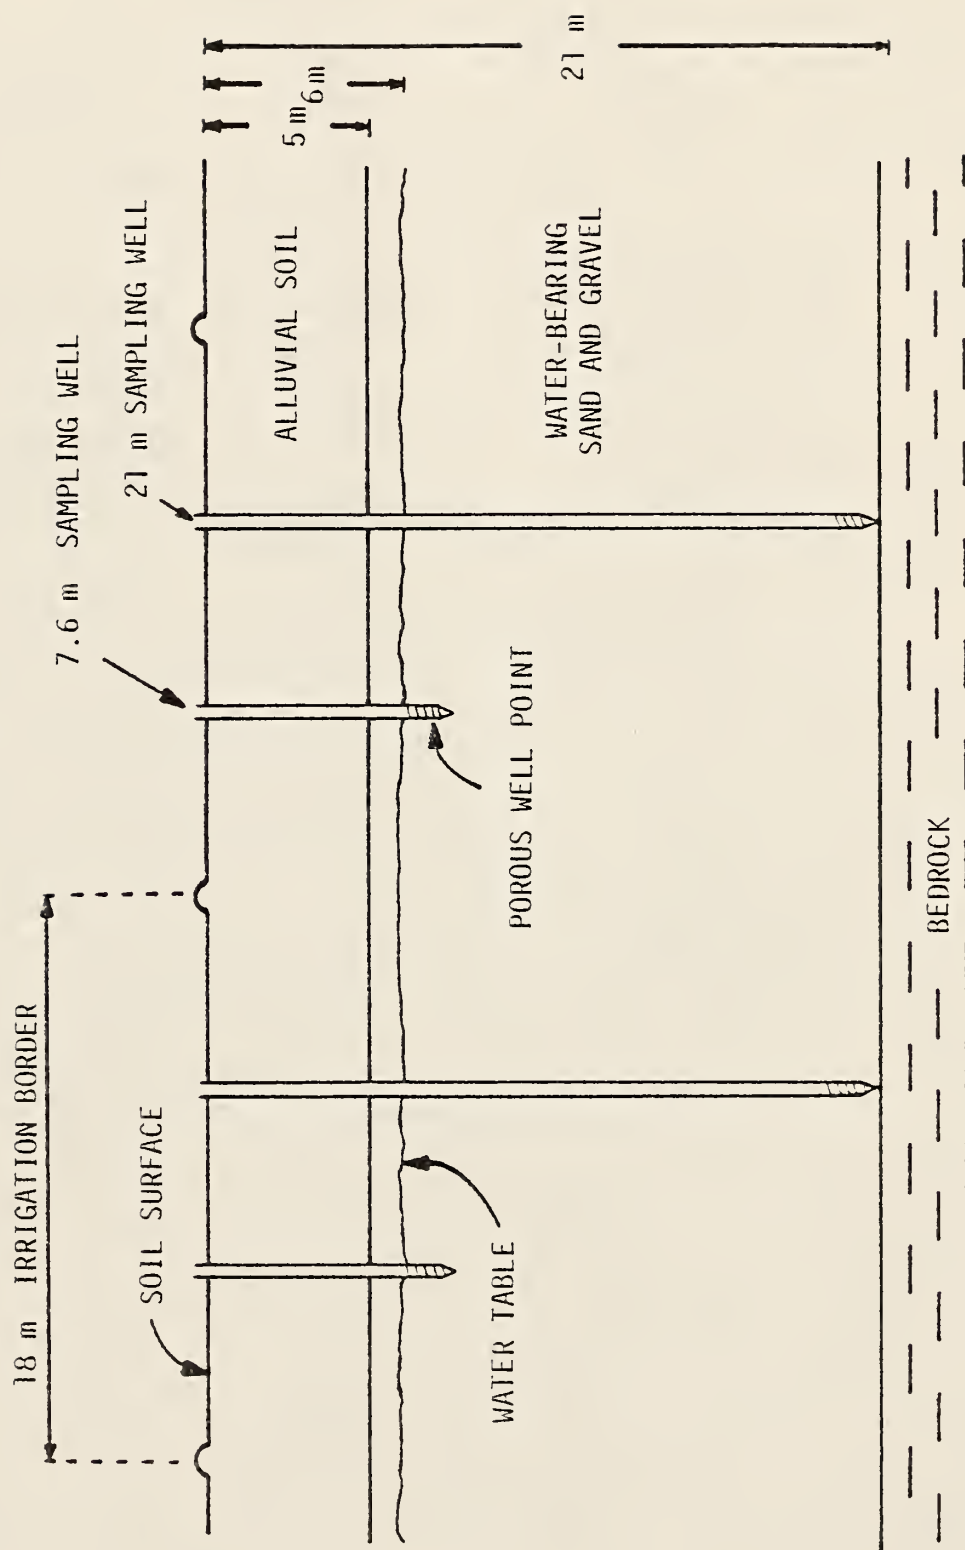 18 m IRRIGATION BORDER
7.6 m SAMPLING WELL
21 m SAMPLING WELL
SOIL SURFACE
5 m
6 m
21 m
ALLUVIAL SOIL
WATER TABLE
POROUS WELL POINT
WATER-BEARING
SAND AND GRAVEL
BEDROCK